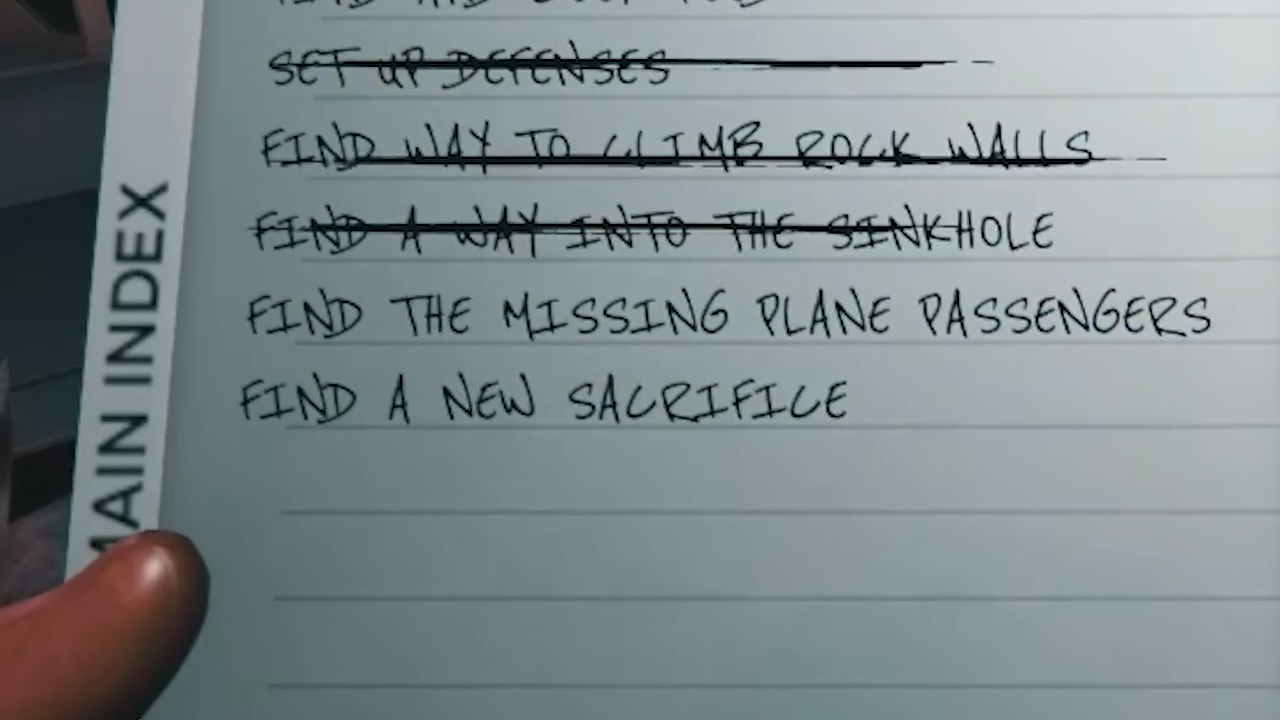 SET UP DEFENSES
FIND WAY TO CLIMB ROCK WALLS
FIND A WAY INTO THE SINKHOLE
FIND THE MISSING PLANE PASSENGERS
FIND A NEW SACRIFICE
MAIN INDEX